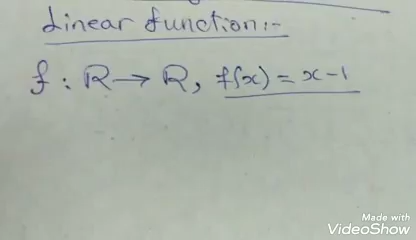 Linear function:-
f : R → R, f(x) = x - 1
Made with
VideoShow